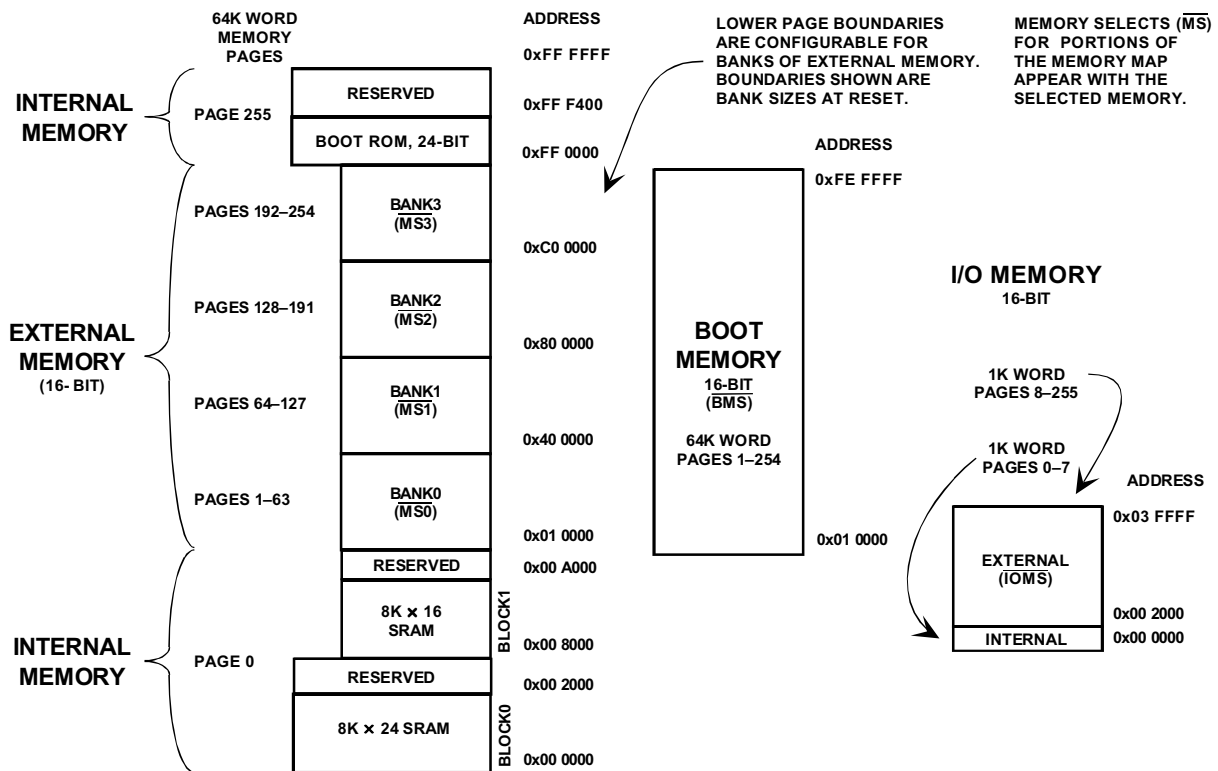 64K WORD
MEMORY
PAGES
ADDRESS
0xFF FFFF
INTERNAL
MEMORY
PAGE 255
RESERVED
0xFF F400
BOOT ROM, 24-BIT
0xFF 0000
EXTERNAL
MEMORY
(16- BIT)
PAGES 192–254
BANK3
(MS3)
0xC0 0000
PAGES 128–191
BANK2
(MS2)
0x80 0000
PAGES 64–127
BANK1
(MS1)
0x40 0000
PAGES 1–63
BANK0
(MS0)
0x01 0000
INTERNAL
MEMORY
PAGE 0
RESERVED
0x00 A000
8K × 16
SRAM
BLOCK1
0x00 8000
RESERVED
0x00 2000
8K × 24 SRAM
BLOCK0
0x00 0000
LOWER PAGE BOUNDARIES
ARE CONFIGURABLE FOR
BANKS OF EXTERNAL MEMORY.
BOUNDARIES SHOWN ARE
BANK SIZES AT RESET.
MEMORY SELECTS (MS)
FOR PORTIONS OF
THE MEMORY MAP
APPEAR WITH THE
SELECTED MEMORY.
ADDRESS
0xFE FFFF
BOOT
MEMORY
16-BIT
(BMS)
64K WORD
PAGES 1–254
0x01 0000
I/O MEMORY
16-BIT
1K WORD
PAGES 8–255
1K WORD
PAGES 0–7
ADDRESS
0x03 FFFF
EXTERNAL
(IOMS)
0x00 2000
INTERNAL
0x00 0000